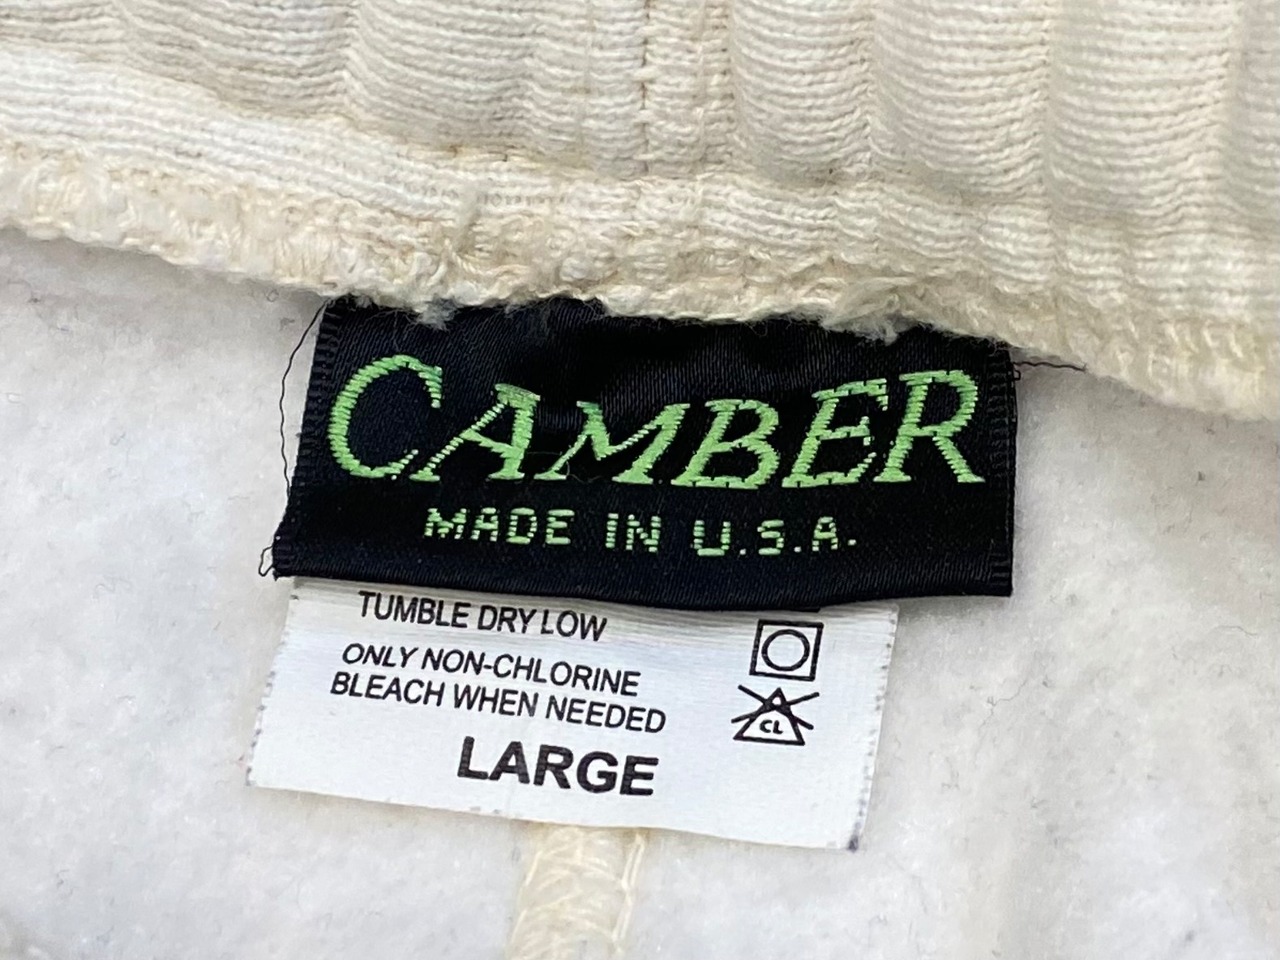 CAMBER
MADE IN U.S.A.
TUMBLE DRY LOW
ONLY NON-CHLORINE
BLEACH WHEN NEEDED
CL
LARGE